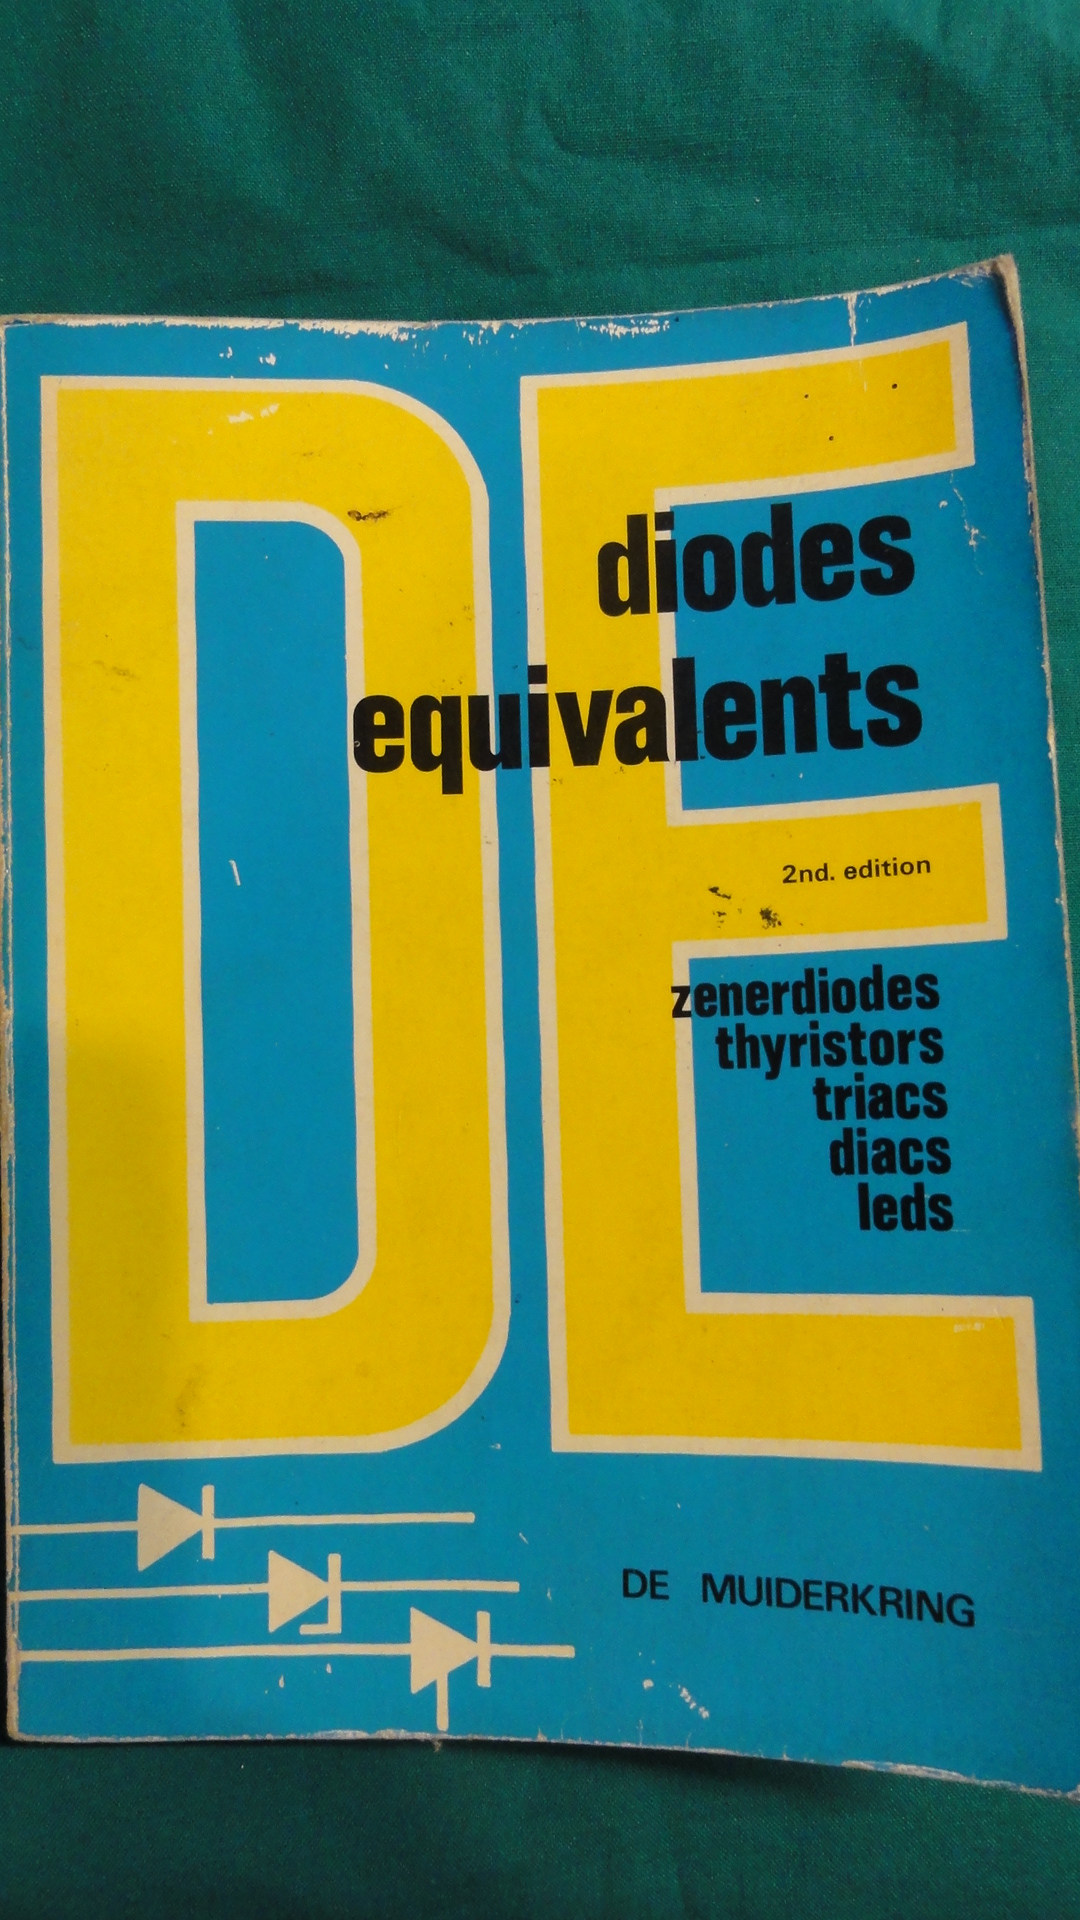 DE
diodes
equivalents
2nd. edition
zenerdiodes
thyristors
triacs
diacs
leds
DE MUIDERKRING